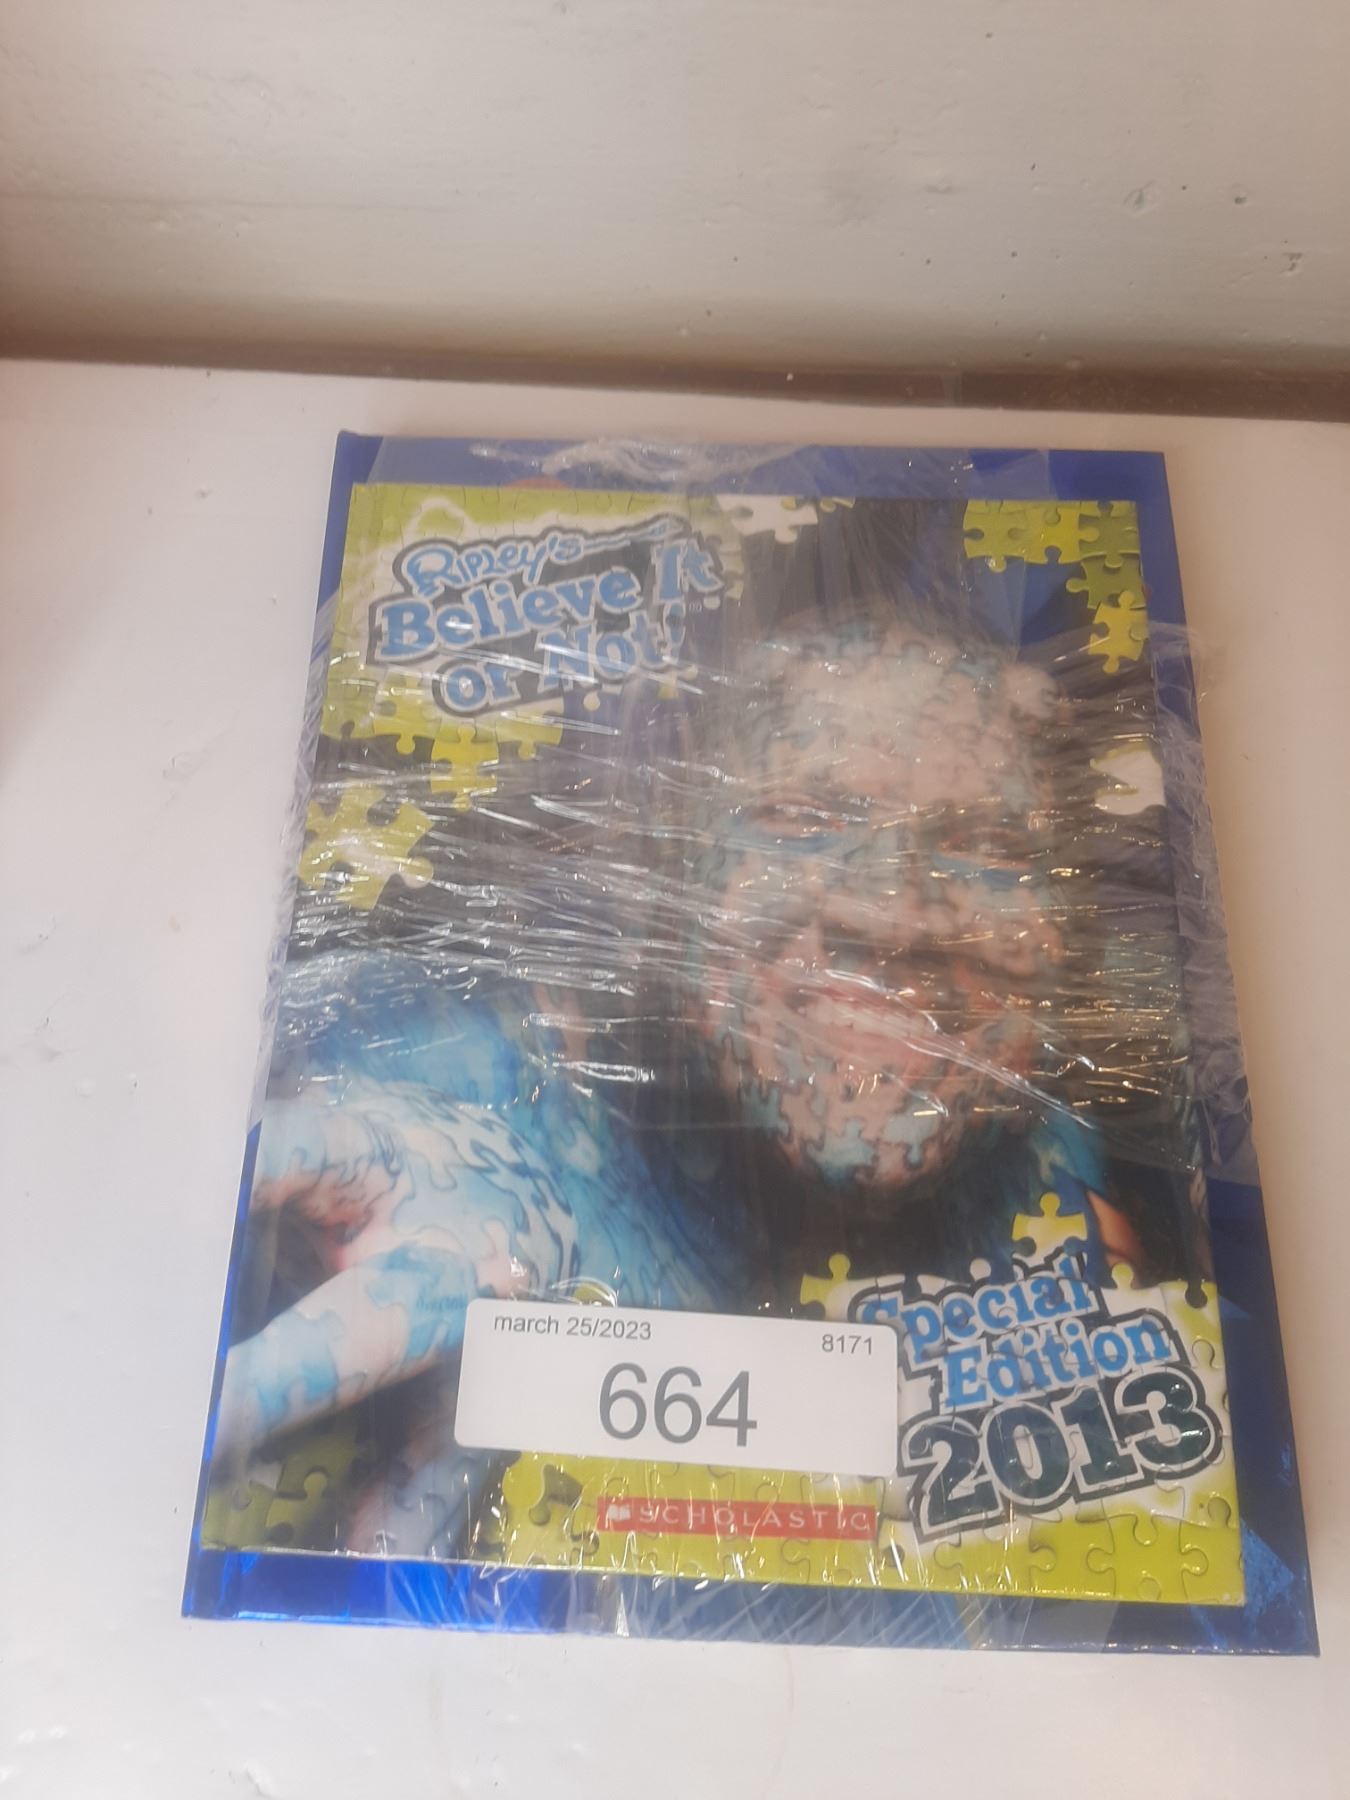 Ripley's
Believe It
or Not!
Special
Edition
2013
march 25/2023 8171
664
SCHOLASTIC